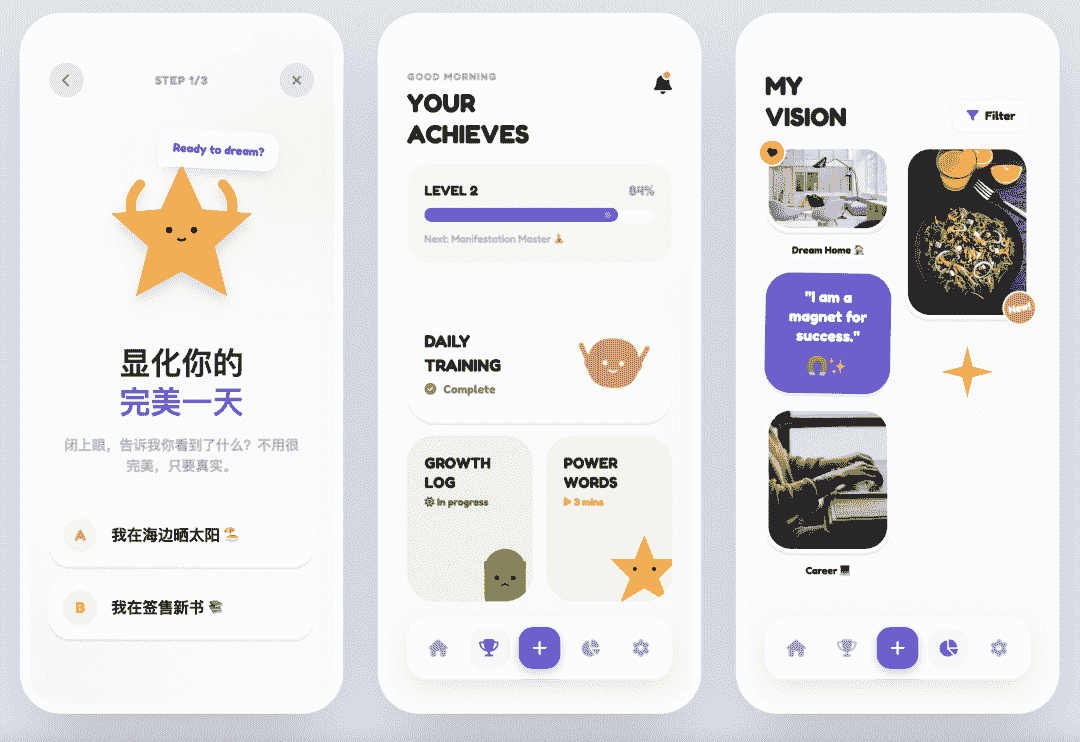 STEP 1/3
Ready to dream?
显化你的
完美一天
闭上眼，告诉我你看到了什么？不用很
完美，只要真实。
A
我在海边晒太阳 🏖️
B
我在签售新书 📚
GOOD MORNING
YOUR
ACHIEVES
LEVEL 2
84%
Next: Manifestation Master 🧘
DAILY
TRAINING
Complete
GROWTH
LOG
In progress
POWER
WORDS
3 mins
MY
VISION
Filter
Dream Home 🏡
"I am a
magnet for
success."
🧲✨
Career 💻